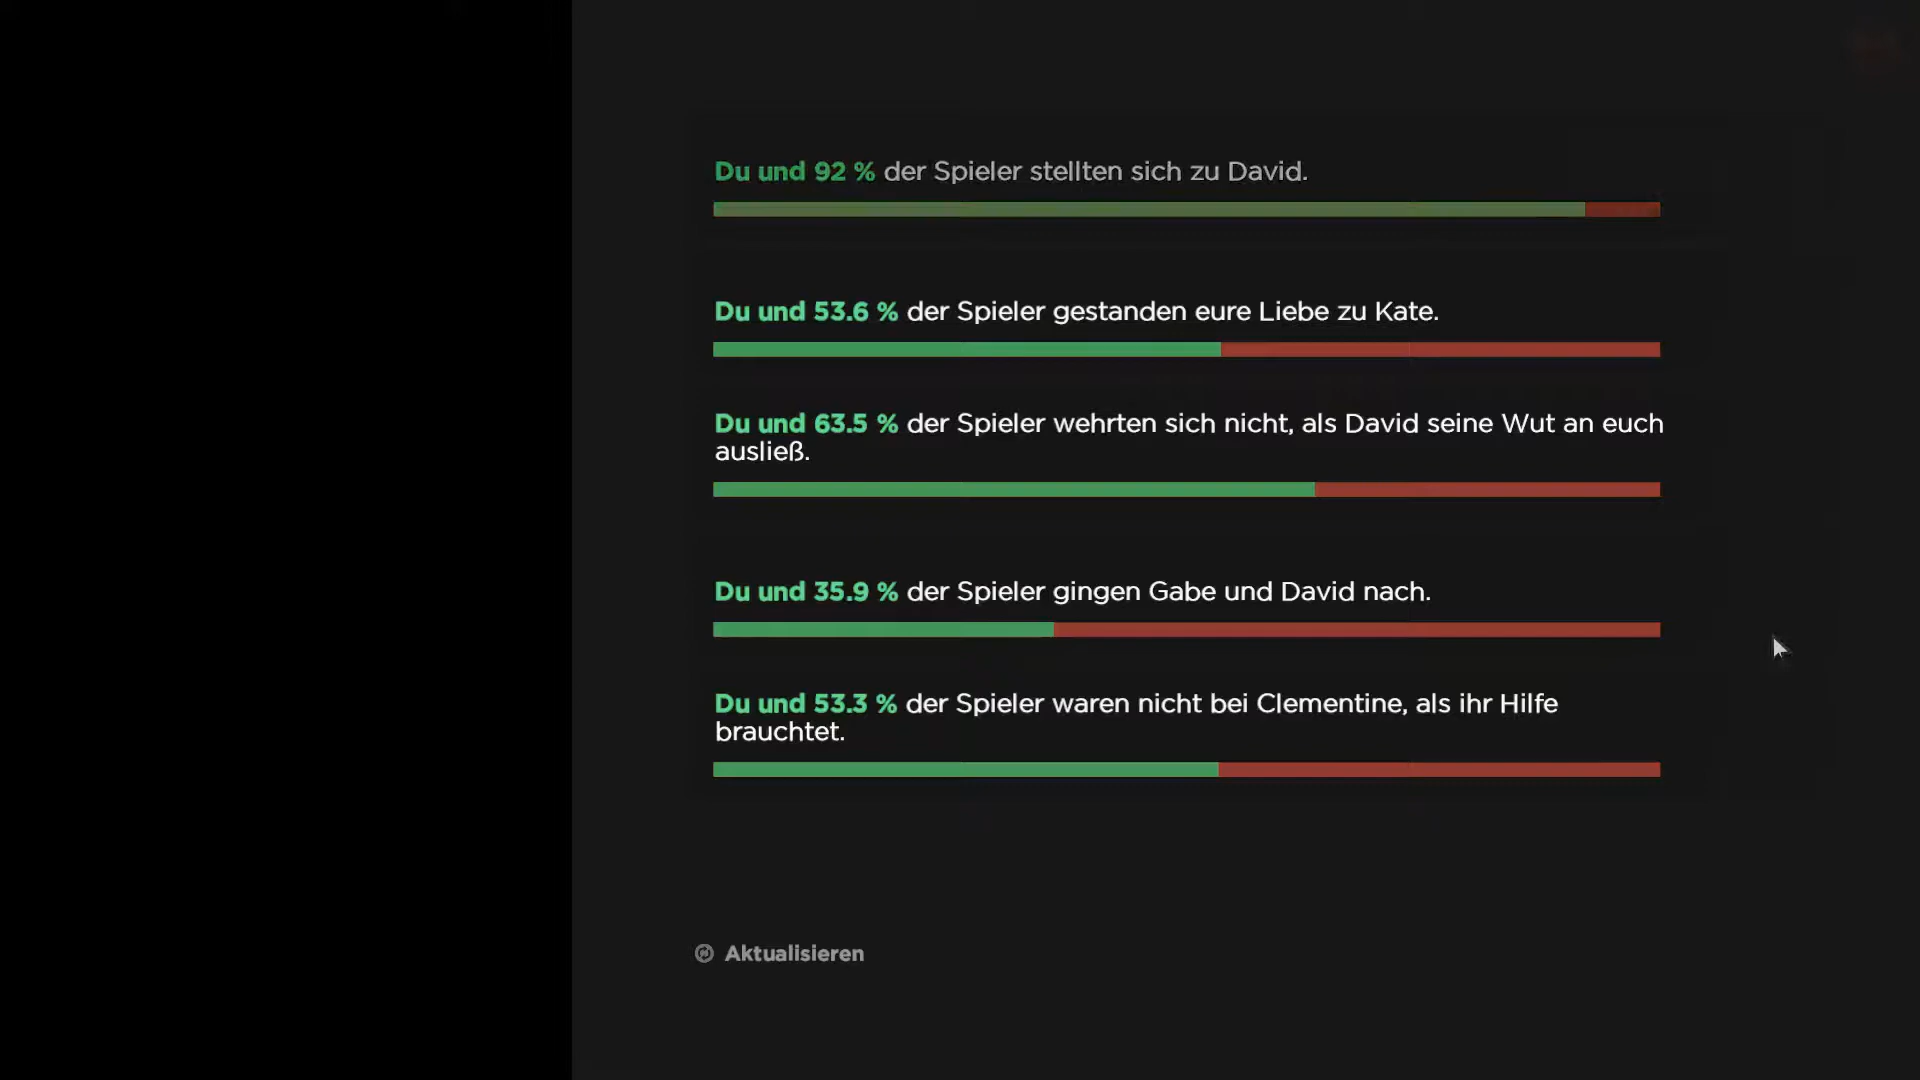 Du und 92 % der Spieler stellten sich zu David.
Du und 53.6 % der Spieler gestanden eure Liebe zu Kate.
Du und 63.5 % der Spieler wehrten sich nicht, als David seine Wut an euch
ausließ.
Du und 35.9 % der Spieler gingen Gabe und David nach.
Du und 53.3 % der Spieler waren nicht bei Clementine, als ihr Hilfe
brauchtet.
Aktualisieren